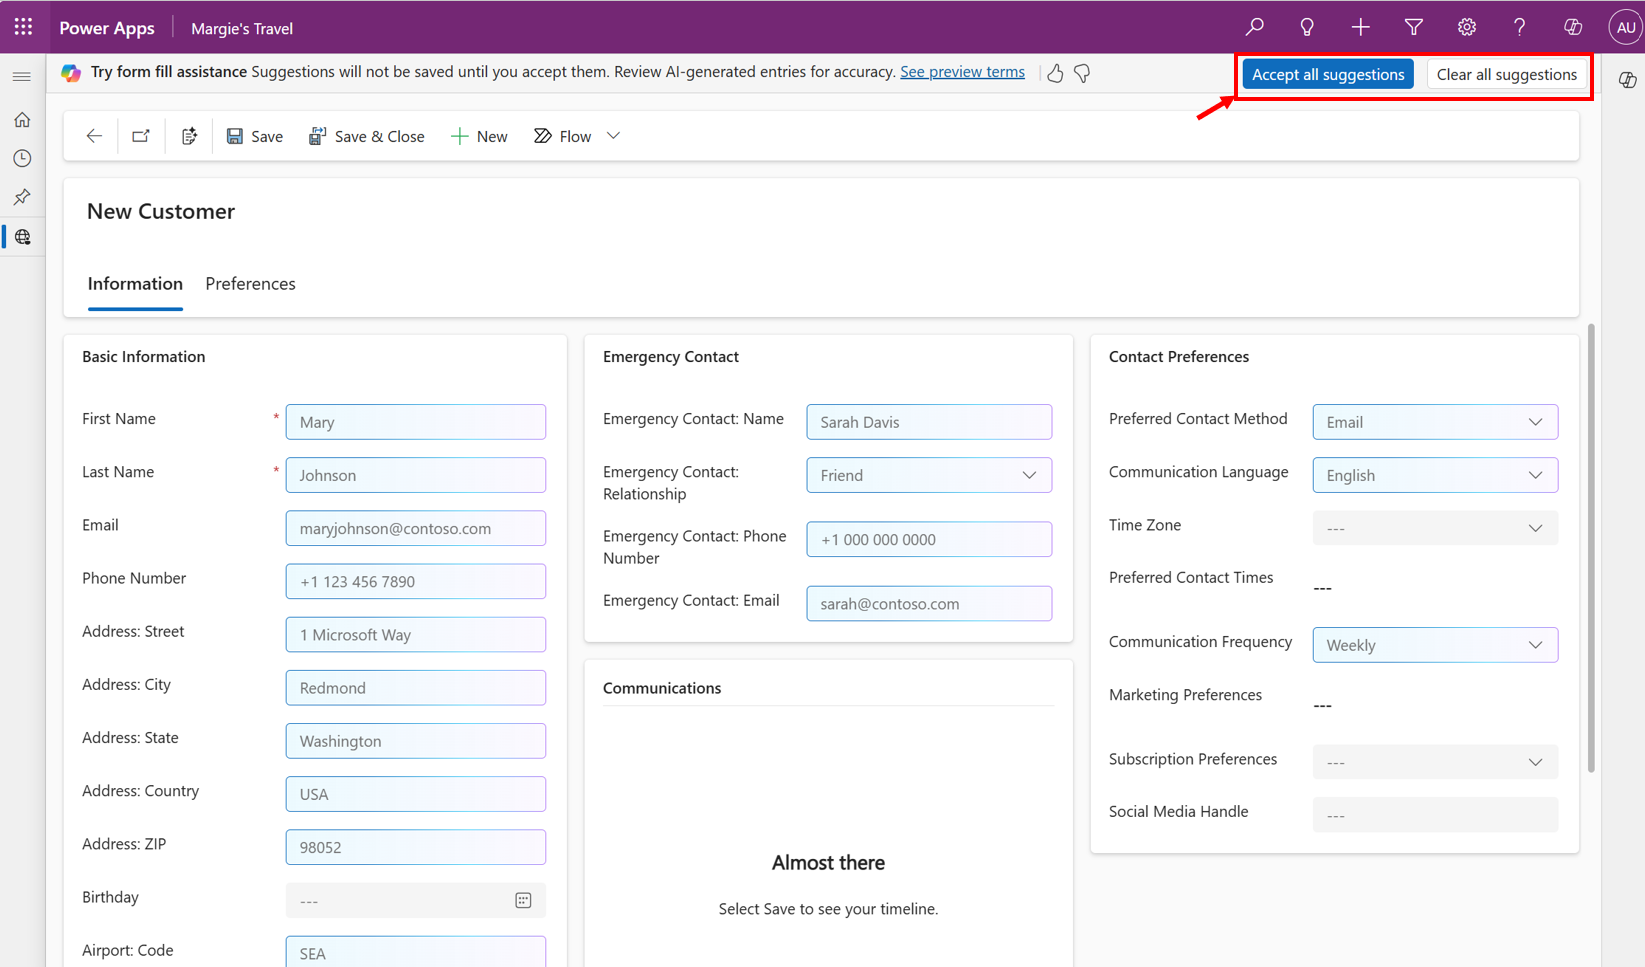 Power Apps
Margie's Travel
AU
Try form fill assistance Suggestions will not be saved until you accept them. Review AI-generated entries for accuracy. See preview terms
Accept all suggestions
Clear all suggestions
Save
Save & Close
New
Flow
New Customer
Information
Preferences
Basic Information
First Name
*
Mary
Last Name
*
Johnson
Email
maryjohnson@contoso.com
Phone Number
+1 123 456 7890
Address: Street
1 Microsoft Way
Address: City
Redmond
Address: State
Washington
Address: Country
USA
Address: ZIP
98052
Birthday
---
Airport: Code
SEA
Emergency Contact
Emergency Contact: Name
Sarah Davis
Emergency Contact:
Relationship
Friend
Emergency Contact: Phone
Number
+1 000 000 0000
Emergency Contact: Email
sarah@contoso.com
Communications
Almost there
Select Save to see your timeline.
Contact Preferences
Preferred Contact Method
Email
Communication Language
English
Time Zone
---
Preferred Contact Times
---
Communication Frequency
Weekly
Marketing Preferences
---
Subscription Preferences
---
Social Media Handle
---